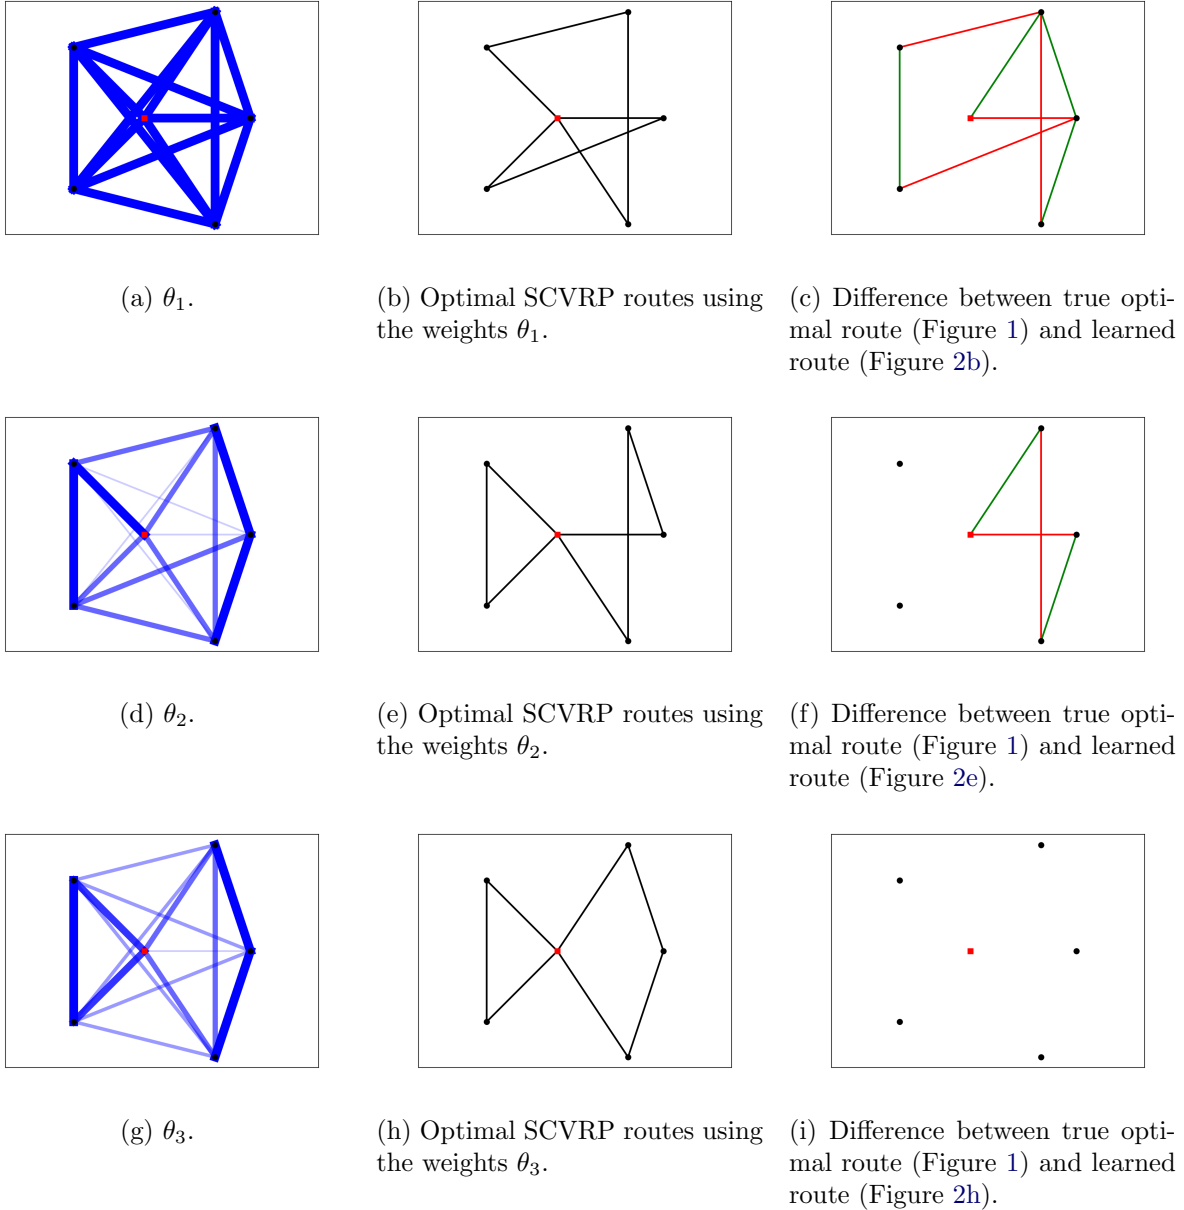 (a) θ1.
(b) Optimal SCVRP routes using
the weights θ1.
(c) Difference between true opti-
mal route (Figure 1) and learned
route (Figure 2b).
(d) θ2.
(e) Optimal SCVRP routes using
the weights θ2.
(f) Difference between true opti-
mal route (Figure 1) and learned
route (Figure 2e).
(g) θ3.
(h) Optimal SCVRP routes using
the weights θ3.
(i) Difference between true opti-
mal route (Figure 1) and learned
route (Figure 2h).